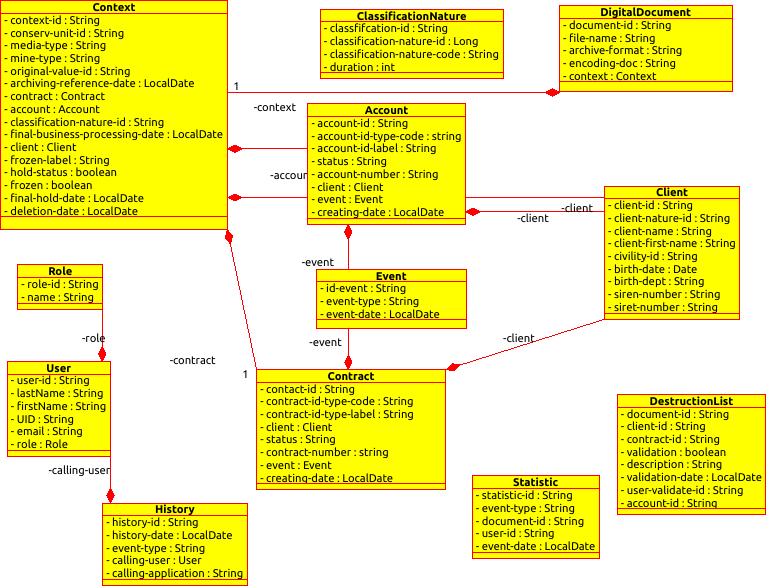 Context
- context-id : String
- conserv-unit-id : String
- media-type : String
- mine-type : String
- original-value-id : String
- archiving-reference-date : LocalDate
- contract : Contract
- account : Account
- classification-nature-id : String
- final-business-processing-date : LocalDate
- client : Client
- frozen-label : String
- hold-status : boolean
- frozen : boolean
- final-hold-date : LocalDate
- deletion-date : LocalDate
ClassificationNature
- classfifcation-id : String
- classification-nature-id : Long
- classification-nature-code : String
- duration : int
DigitalDocument
- document-id : String
- file-name : String
- archive-format : String
- encoding-doc : String
- context : Context
1
-context
Account
- account-id : String
- account-id-type-code : string
- account-id-label : String
- status : String
- account-number : String
- client : Client
- event : Event
- creating-date : LocalDate
-accour
-client
-client
Client
- client-id : String
- client-nature-id : String
- client-name : String
- client-first-name : String
- civility-id : String
- birth-date : Date
- birth-dept : String
- siren-number : String
- siret-number : String
-event
Event
- id-event : String
- event-type : String
- event-date : LocalDate
-event
-client
Role
- role-id : String
- name : String
-role
-contract
1
User
- user-id : String
- lastName : String
- firstName : String
- UID : String
- email : String
- role : Role
-calling-user
Contract
- contact-id : String
- contract-id-type-code : String
- contract-id-type-label : String
- client : Client
- status : String
- contract-number : string
- event : Event
- creating-date : LocalDate
DestructionList
- document-id : String
- client-id : String
- contract-id : String
- validation : boolean
- description : String
- validation-date : LocalDate
- user-validate-id : String
- account-id : String
Statistic
- statistic-id : String
- event-type : String
- document-id : String
- user-id : String
- event-date : LocalDate
History
- history-id : String
- history-date : LocalDate
- event-type : String
- calling-user : User
- calling-application : String